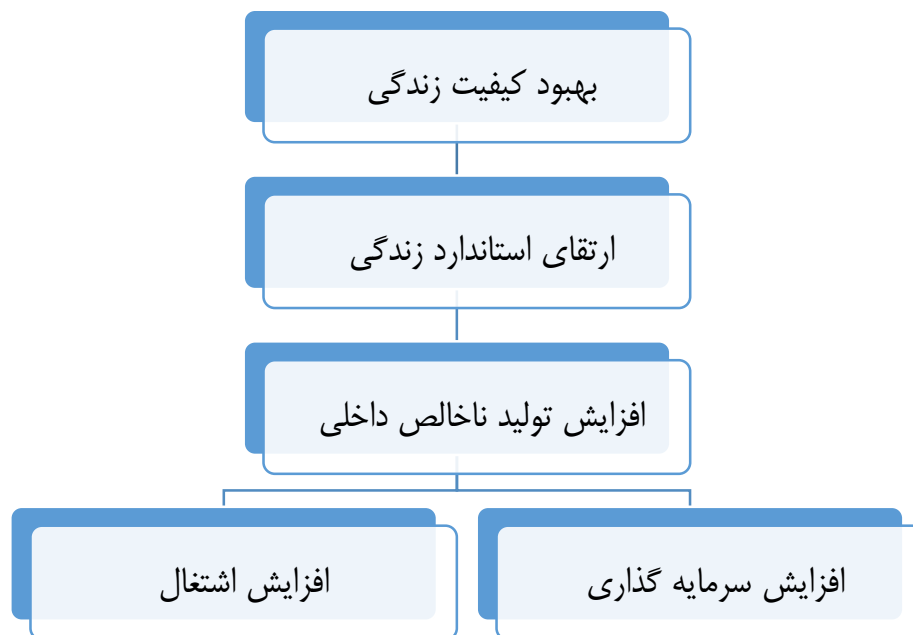 بهبود کیفیت زندگی
ارتقای استاندارد زندگی
افزایش تولید ناخالص داخلی
افزایش سرمایه گذاری
افزایش اشتغال